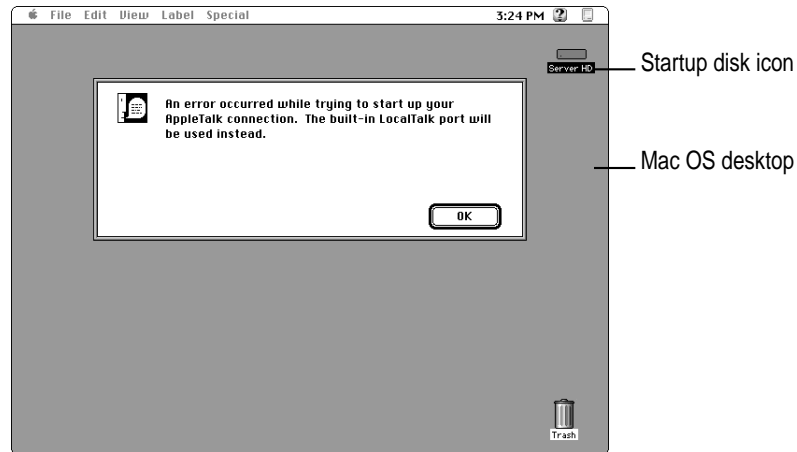 File Edit View Label Special 3:24 PM
Server HD
Startup disk icon
An error occurred while trying to start up your
AppleTalk connection. The built-in LocalTalk port will
be used instead.
Mac OS desktop
OK
Trash